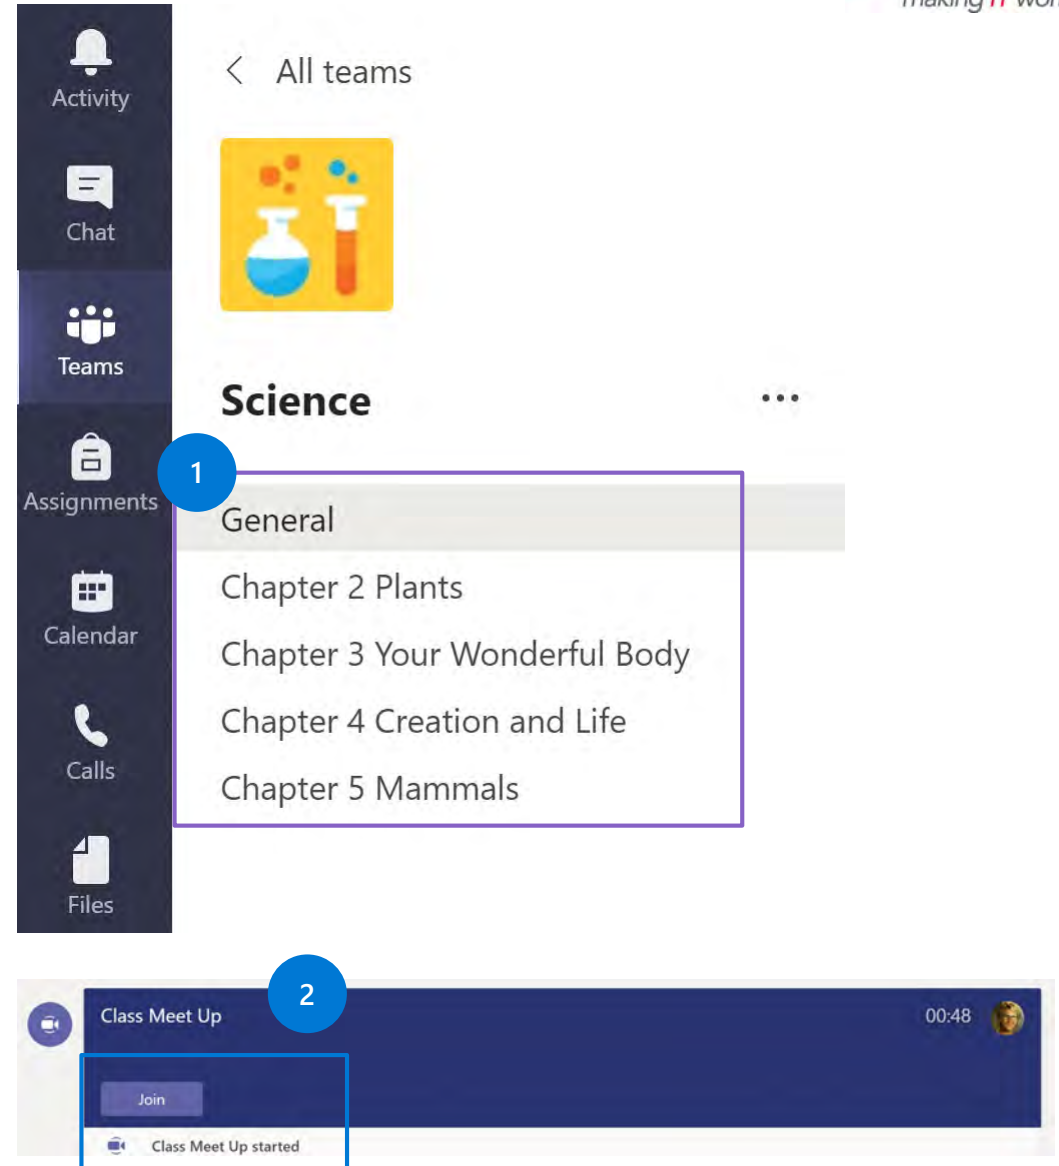 making IT
Activity
< All teams
Chat
Teams
Science
...
1
Assignments
General
Chapter 2 Plants
Calendar
Chapter 3 Your Wonderful Body
Chapter 4 Creation and Life
Calls
Chapter 5 Mammals
Files
2
Class Meet Up
00:48
Join
Class Meet Up started